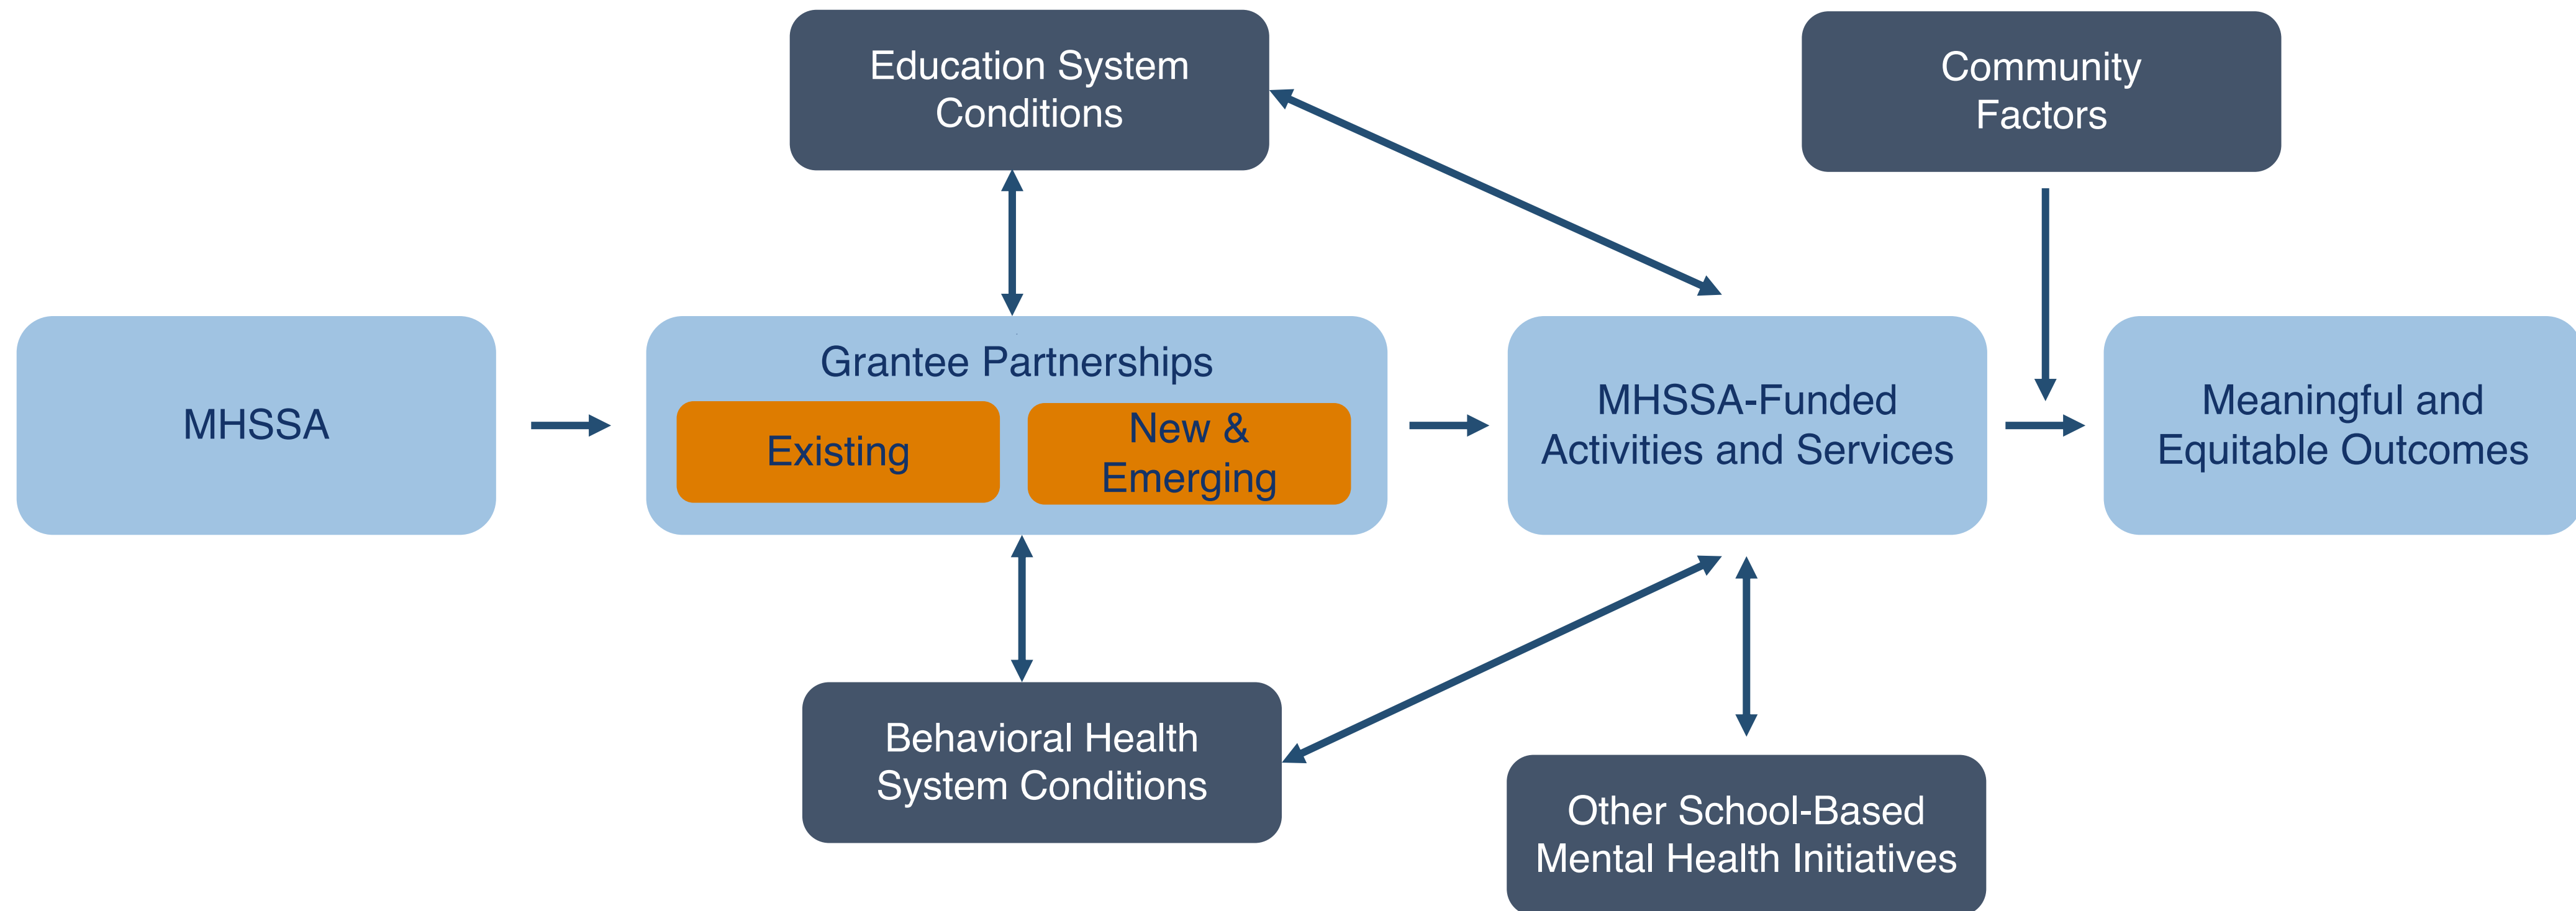 Education System
Conditions
Community
Factors
MHSSA
Grantee Partnerships
Existing
New &
Emerging
MHSSA-Funded
Activities and Services
Meaningful and
Equitable Outcomes
Behavioral Health
System Conditions
Other School-Based
Mental Health Initiatives